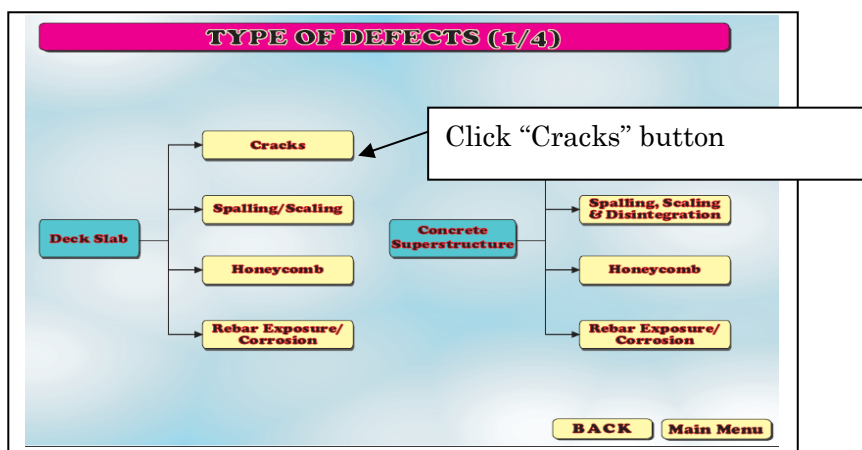 TYPE OF DEFECTS (1/4)
Click “Cracks” button
Cracks
Spalling/Scaling
Deck Slab
Honeycomb
Rebar Exposure/
Corrosion
Concrete
Superstructure
Spalling, Scaling
& Disintegration
Honeycomb
Rebar Exposure/
Corrosion
BACK
Main Menu